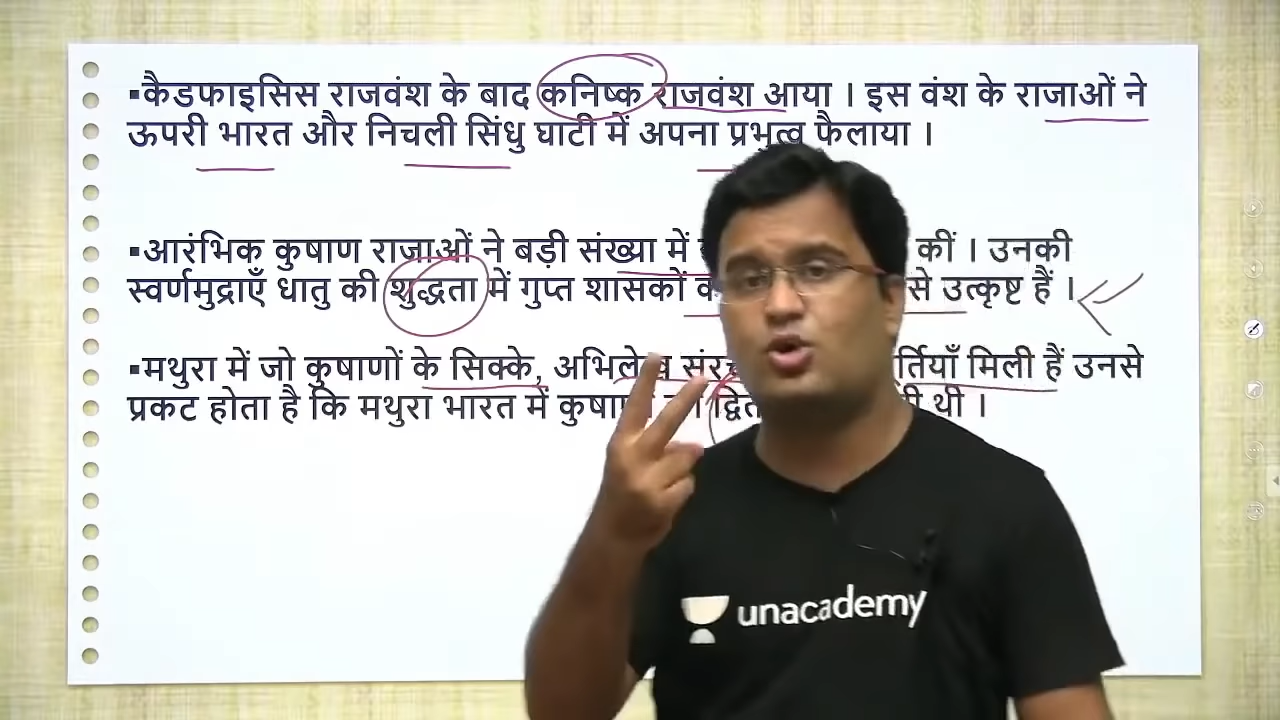 ▪कैडफाइसिस राजवंश के बाद कनिष्क राजवंश आया । इस वंश के राजाओं ने
ऊपरी भारत और निचली सिंधु घाटी में अपना प्रभुत्व फैलाया ।
▪आरंभिक कुषाण राजाओं ने बड़ी संख्या में कीं । उनकी
स्वर्णमुद्राएँ धातु की शुद्धता में गुप्त शासकों से उत्कृष्ट हैं ।
▪मथुरा में जो कुषाणों के सिक्के, अभिलेख मिली हैं उनसे
प्रकट होता है कि मथुरा भारत में थी ।
unacademy